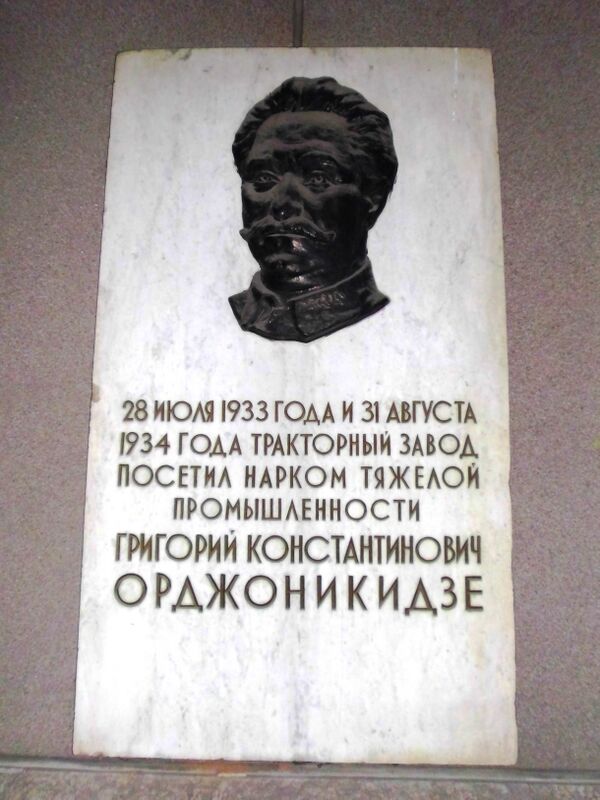 28 ИЮЛЯ 1933 ГОДА И 31 АВГУСТА
1934 ГОДА ТРАКТОРНЫЙ ЗАВОД
ПОСЕТИЛ НАРКОМ ТЯЖЕЛОЙ
ПРОМЫШЛЕННОСТИ
ГРИГОРИЙ КОНСТАНТИНОВИЧ
ОРДЖОНИКИДЗЕ